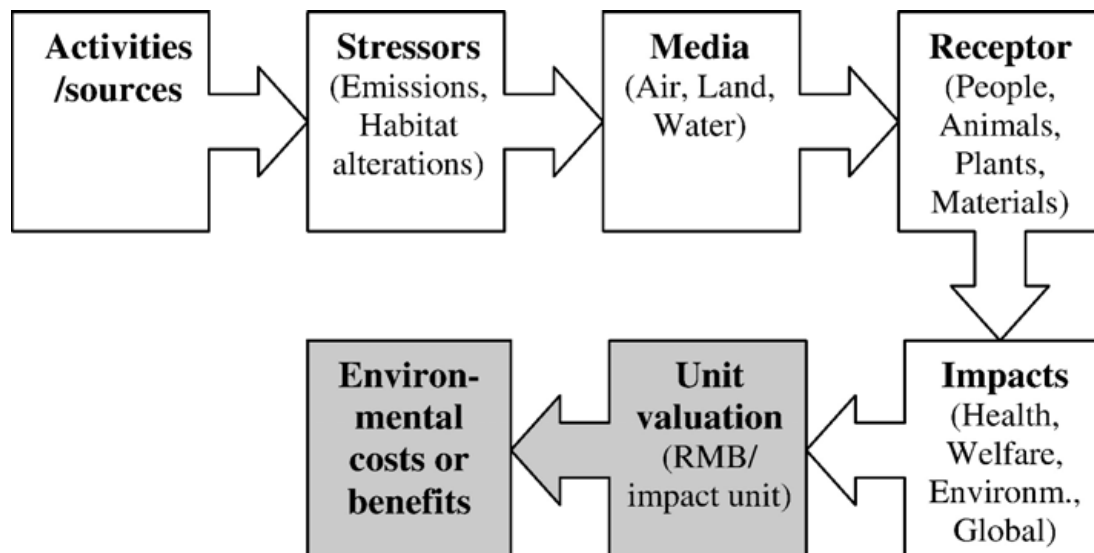 Activities
/sources
Stressors
(Emissions,
Habitat
alterations)
Media
(Air, Land,
Water)
Receptor
(People,
Animals,
Plants,
Materials)
Impacts
(Health,
Welfare,
Environm.,
Global)
Unit
valuation
(RMB/
impact unit)
Environ-
mental
costs or
benefits